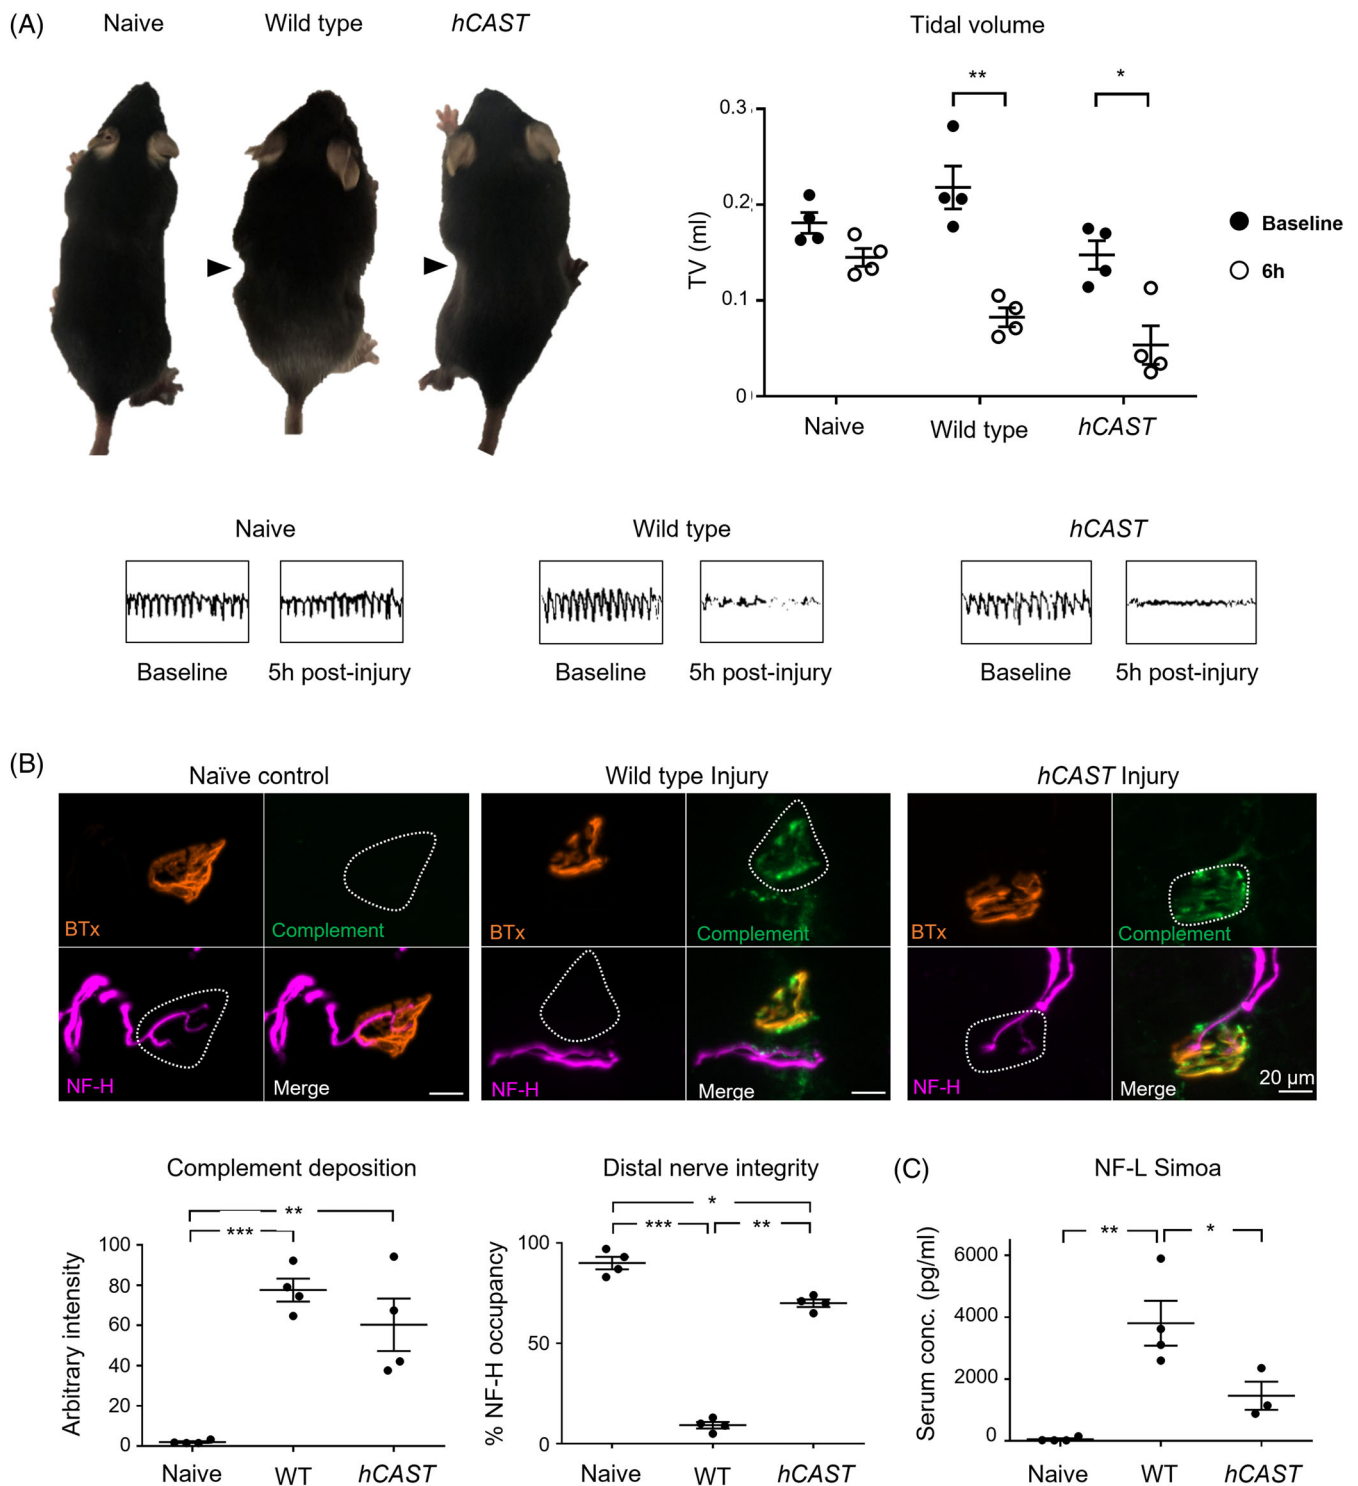 (A)
Naive Wild type hCAST
Tidal volume
** *
0.3
0.2
0.1
0
TV (ml)
Baseline
6h
Naive Wild type hCAST
Naive Wild type hCAST
Baseline 5h post-injury Baseline 5h post-injury Baseline 5h post-injury
(B)
Naïve control Wild type Injury hCAST Injury
BTx Complement BTx Complement BTx Complement
NF-H Merge NF-H Merge NF-H Merge 20 µm
Complement deposition
**
***
100
80
60
40
20
0
Arbitrary intensity
Naive WT hCAST
Distal nerve integrity
*
*** **
100
50
0
% NF-H occupancy
Naive WT hCAST
(C)
NF-L Simoa
** *
6000
4000
2000
0
Serum conc. (pg/ml)
Naive WT hCAST